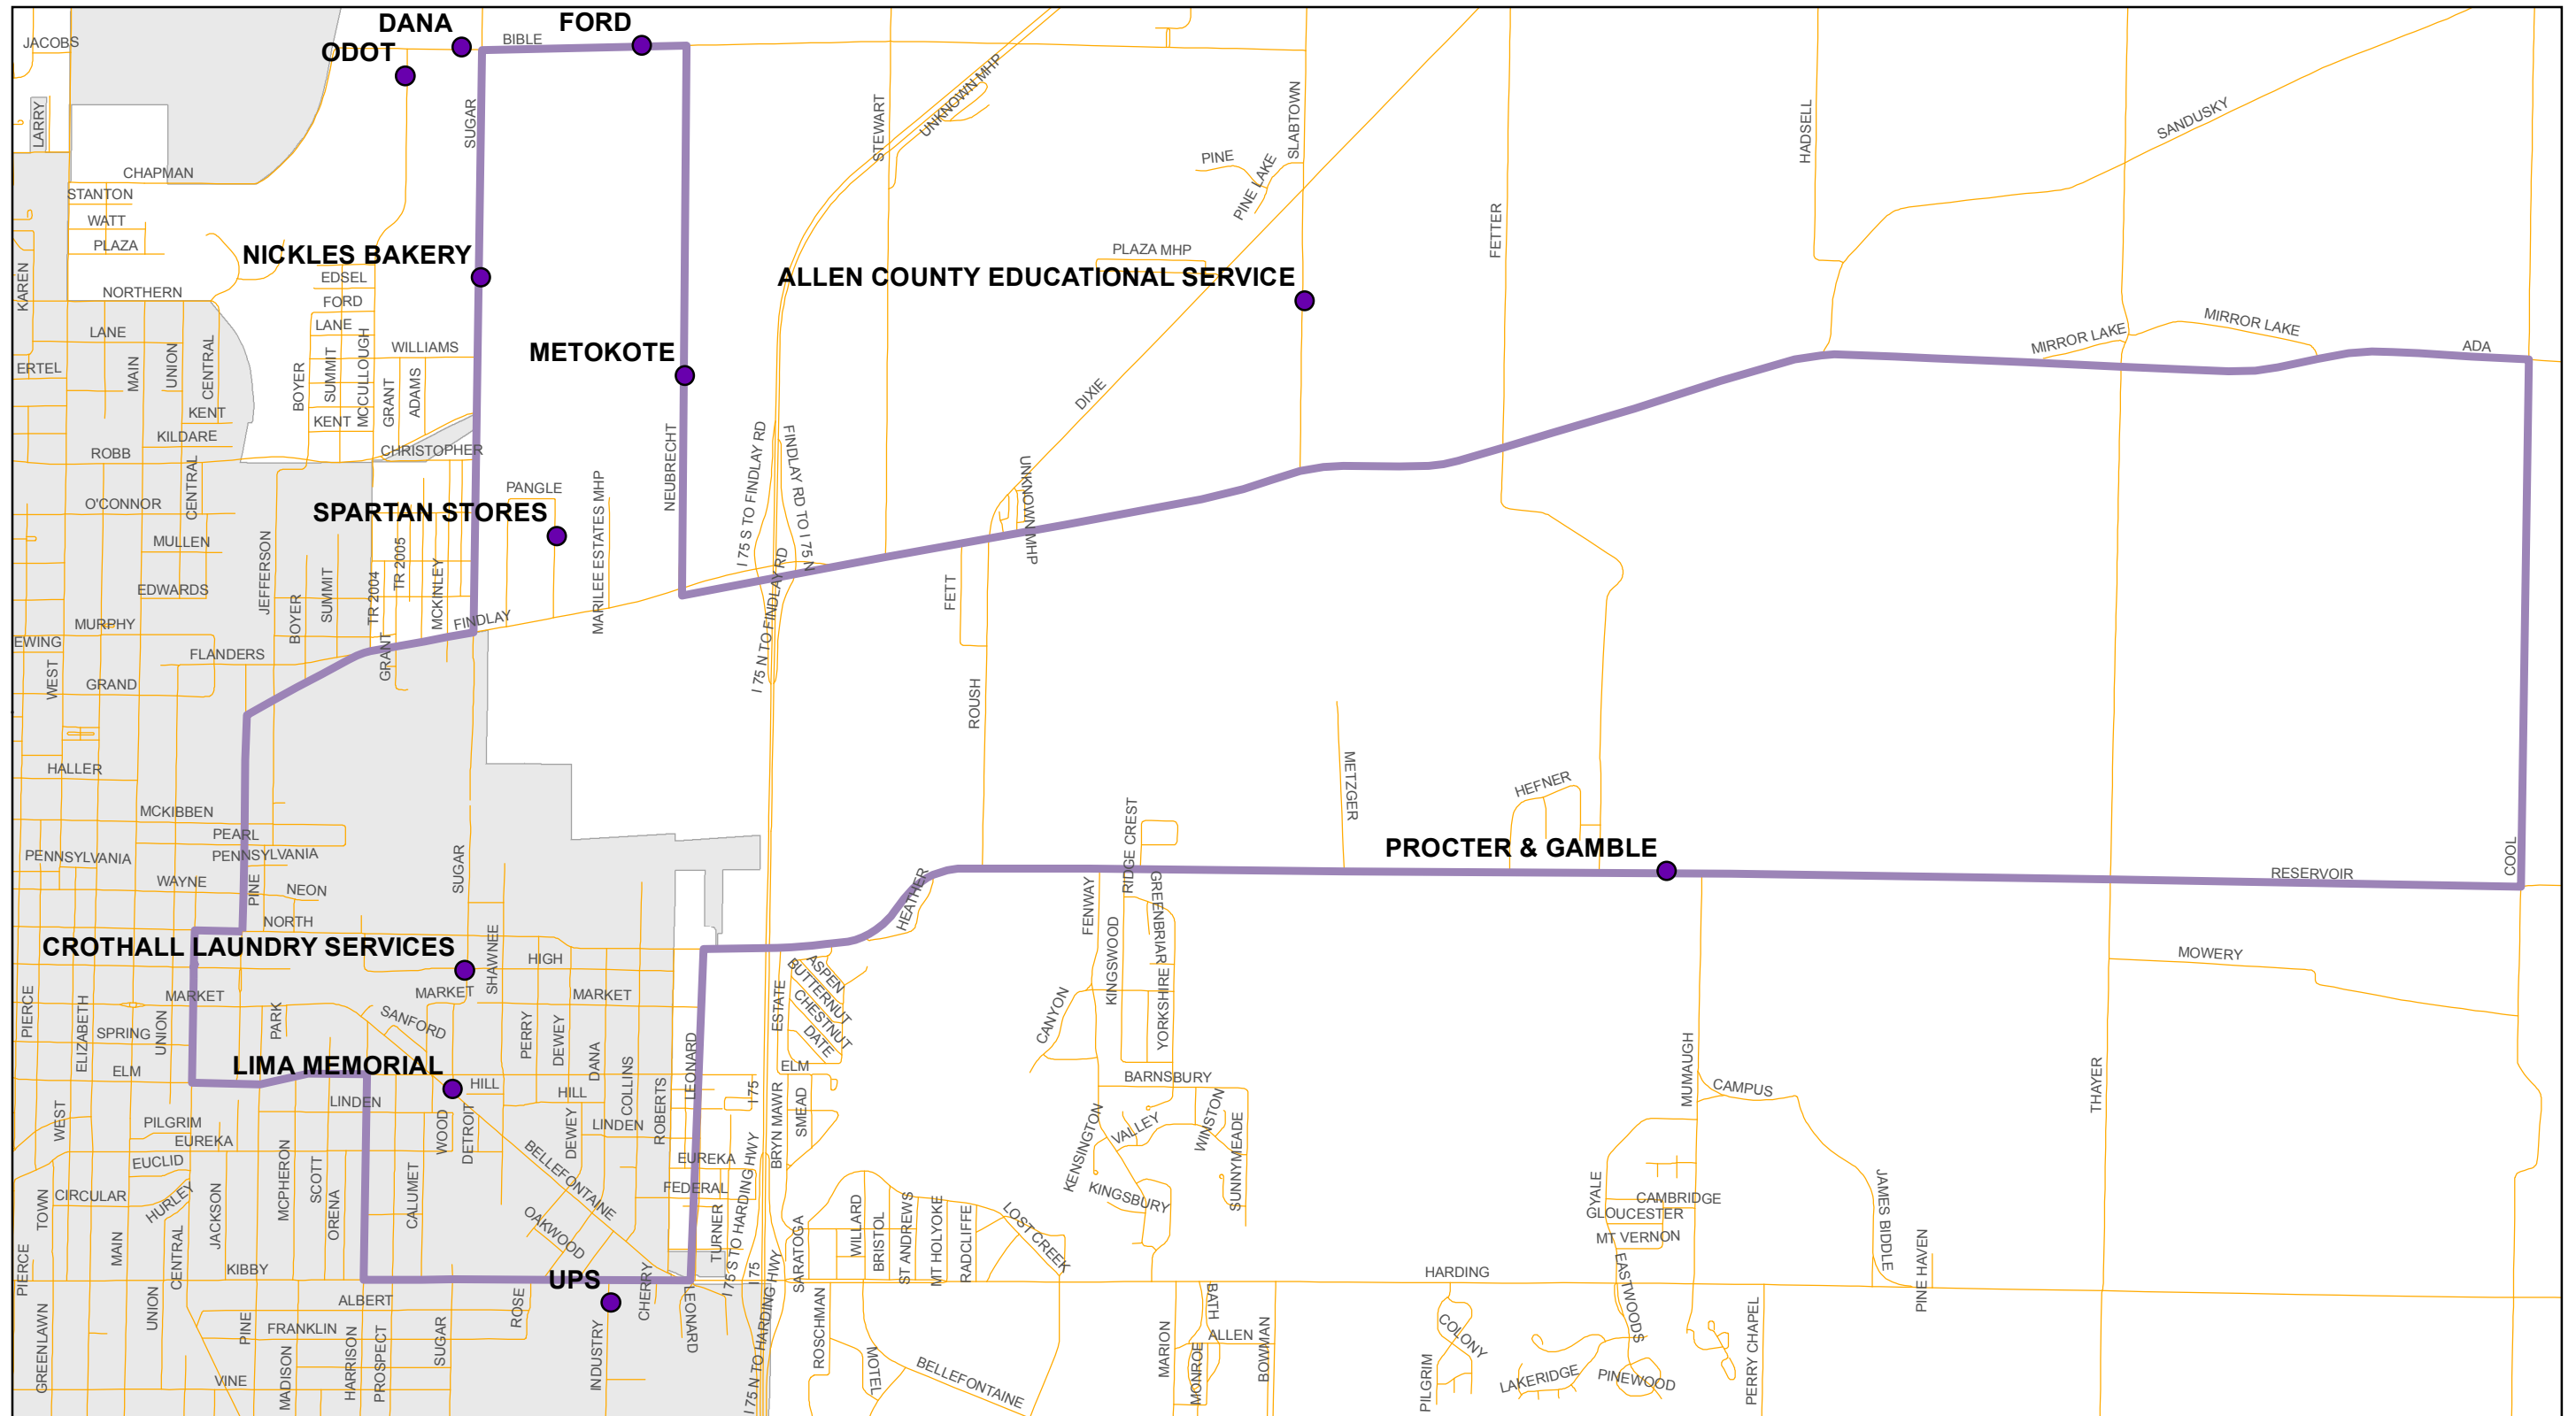 DANA
FORD
JACOBS
BIBLE
ODOT
UNKNOWN MHP
LARRY
SUGAR
STEWART
SLABTOWN
HADSELL
SANDUSKY
CHAPMAN
PINE
PINE LAKE
STANTON
WATT
PLAZA
FETTER
NICKLES BAKERY
PLAZA MHP
ALLEN COUNTY EDUCATIONAL SERVICE
KAREN
EDSEL
NORTHERN
FORD
LANE
LANE
MIRROR LAKE
MIRROR LAKE
ADA
WILLIAMS
METOKOTE
ERTEL
MAIN
UNION
CENTRAL
BOYER
SUMMIT
MCCULLOUGH
GRANT
ADAMS
DIXIE
KENT
KENT
KILDARE
ROBB
CHRISTOPHER
NEUBRECHT
I 75 S TO FINDLAY RD
FINDLAY RD TO I 75 N
UNKNOWN MHP
PANGLE
MARILEE ESTATES MHP
O'CONNOR
CENTRAL
SPARTAN STORES
MULLEN
JEFFERSON
TR 2005
EDWARDS
TR 2004
MCKINLEY
BOYER
SUMMIT
FETT
FINDLAY
MURPHY
EWING
I 75 N TO FINDLAY RD
FLANDERS
GRANT
WEST
GRAND
ROUSH
HALLER
METZGER
HEFNER
MCKIBBEN
PEARL
RIDGE CREST
PROCTER & GAMBLE
PENNSYLVANIA
PENNSYLVANIA
SUGAR
COOL
RESERVOIR
WAYNE
PINE
NEON
HEATHER
FENWAY
GREENBRIAR
NORTH
CROTHALL LAUNDRY SERVICES
SHAWNEE
HIGH
KINGSWOOD
MOWERY
ASPEN
BUTTERNUT
CHESTNUT
DATE
MARKET
MARKET
MARKET
ESTATE
CANYON
YORKSHIRE
PIERCE
ELIZABETH
SPRING
UNION
PARK
SANFORD
PERRY
DEWEY
DANA
LEONARD
MUMAUGH
THAYER
ELM
LIMA MEMORIAL
ELM
HILL
HILL
COLLINS
ROBERTS
I 75
BARNSBURY
CAMPUS
LINDEN
BRYN MAWR
SMEAD
WEST
PILGRIM
EUREKA
WOOD
DETROIT
DEWEY
LINDEN
KENSINGTON
VALLEY
WINSTON
SUNNYMEADE
EUCLID
BELLEFONTAINE
EUREKA
FEDERAL
TOWN
CIRCULAR
HURLEY
JACKSON
MCPHERON
SCOTT
ORENA
CALUMET
OAKWOOD
TURNER
I 75 S TO HARDING HWY
SARATOGA
WILLARD
BRISTOL
ST ANDREWS
MT HOLYOKE
RADCLIFFE
LOST CREEK
KINGSBURY
LYALE
CAMBRIDGE
GLOUCESTER
MT VERNON
JAMES BIDDLE
PINE HAVEN
PIERCE
MAIN
CENTRAL
KIBBY
UPS
CHERRY
I 75
HARDING
EASTWOODS
GREENLAWN
UNION
PINE
ALBERT
FRANKLIN
MADISON
HARRISON
PROSPECT
SUGAR
ROSE
INDUSTRY
LEONARD
I 75 N TO HARDING HWY
ROSCHMAN
MOTEL
BELLEFONTAINE
MARION
BATH
MONROE
ALLEN
BOWMAN
PILGRIM
COLONY
LAKERIDGE
PINEWOOD
PERRY CHAPEL
VINE